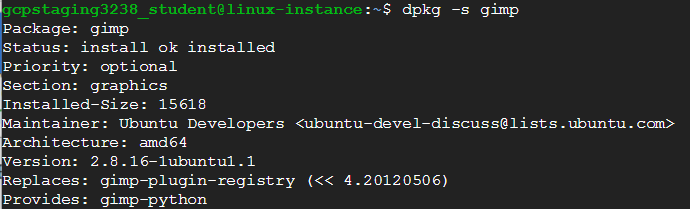 gcpstaging3238_student@linux-instance:~$ dpkg -s gimp
Package: gimp
Status: install ok installed
Priority: optional
Section: graphics
Installed-Size: 15618
Maintainer: Ubuntu Developers <ubuntu-devel-discuss@lists.ubuntu.com>
Architecture: amd64
Version: 2.8.16-1ubuntu1.1
Replaces: gimp-plugin-registry (<< 4.20120506)
Provides: gimp-python